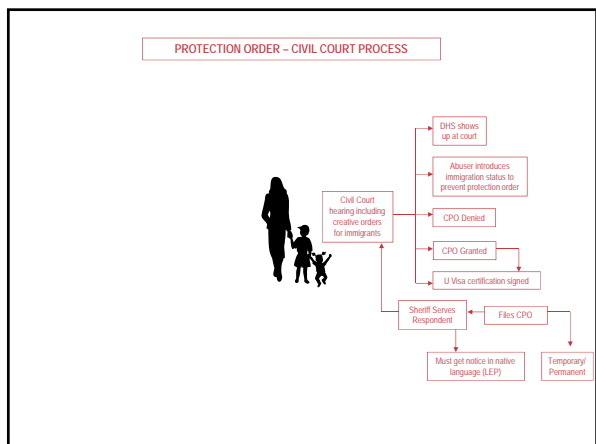 PROTECTION ORDER – CIVIL COURT PROCESS
DHS shows
up at court
Abuser introduces
immigration status to
prevent protection order
Civil Court
hearing including
creative orders
for immigrants
CPO Denied
CPO Granted
U Visa certification signed
Sheriff Serves
Respondent
Files CPO
Must get notice in native
language (LEP)
Temporary/
Permanent